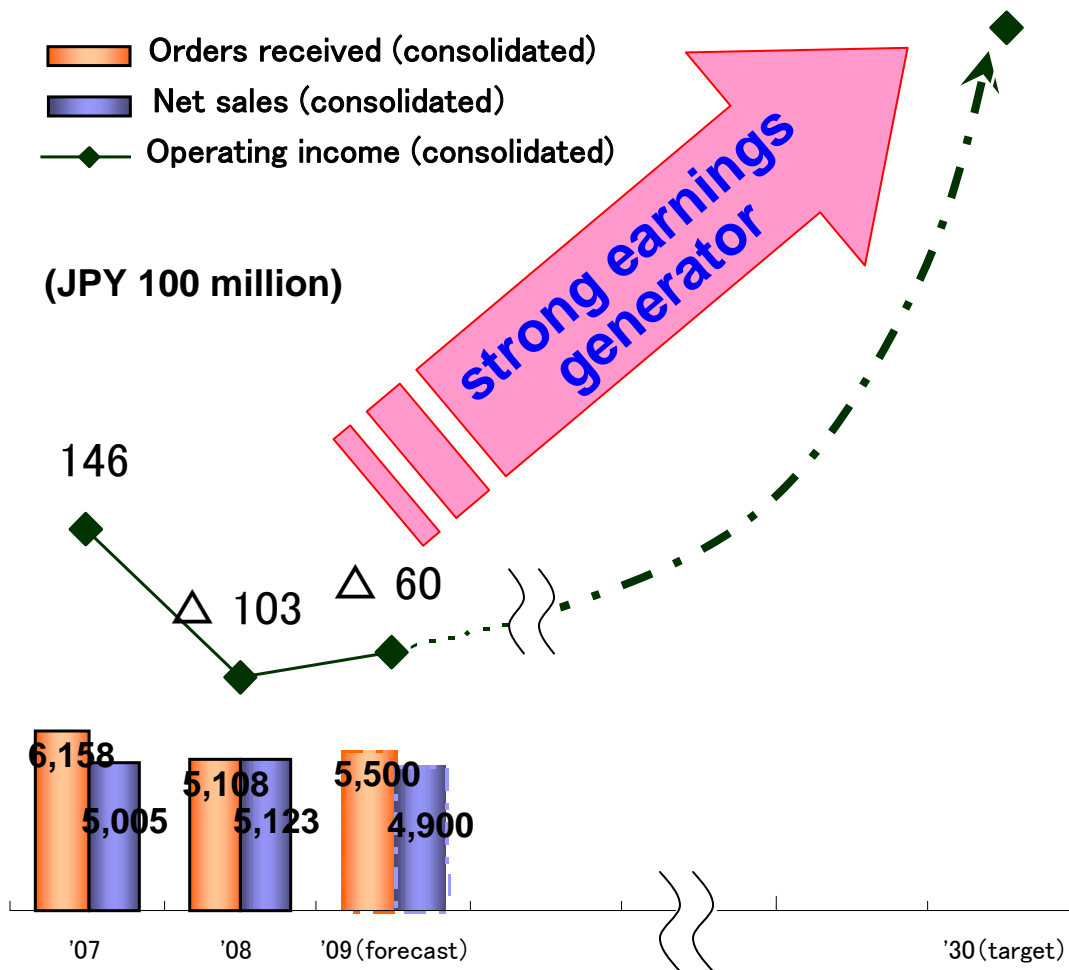 Orders received (consolidated)
Net sales (consolidated)
Operating income (consolidated)
(JPY 100 million)
strong earnings
generator
146
△ 103
△ 60
6,158
5,005
5,108
5,123
5,500
4,900
'07
'08
'09(forecast)
'30(target)